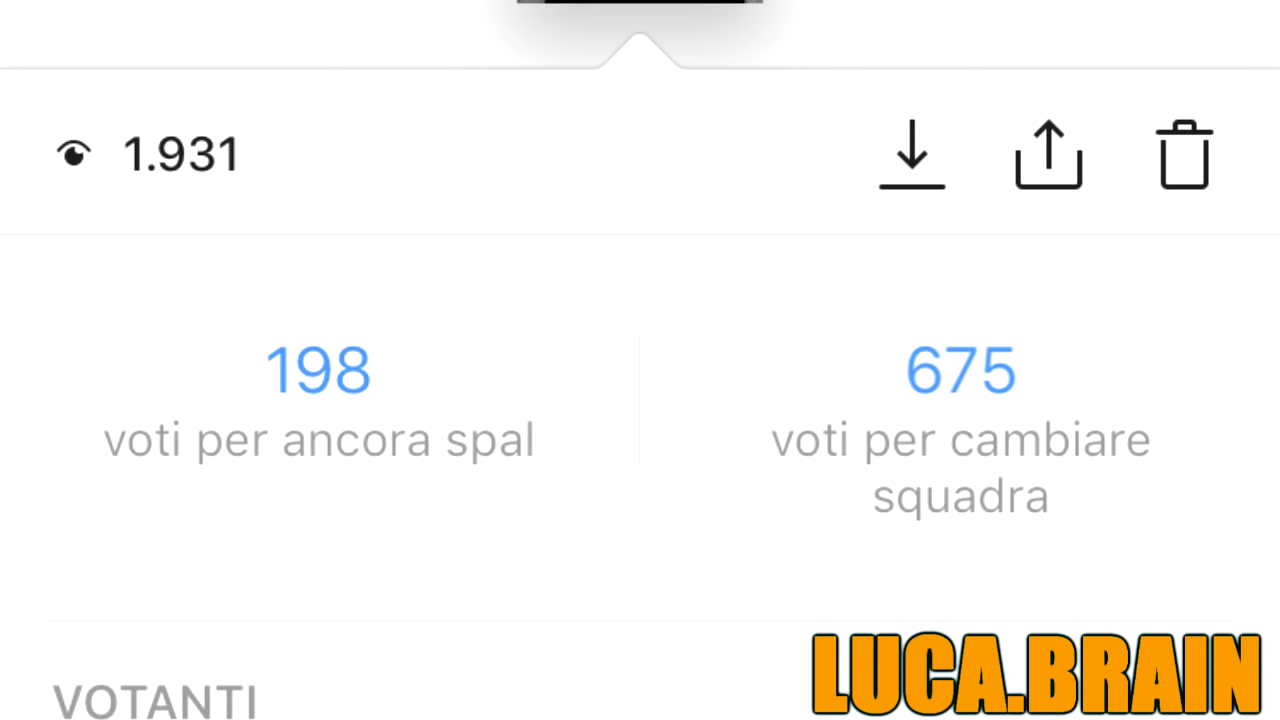 1.931
198
675
voti per ancora spal
voti per cambiare
squadra
VOTANTI
LUCA.BRAIN